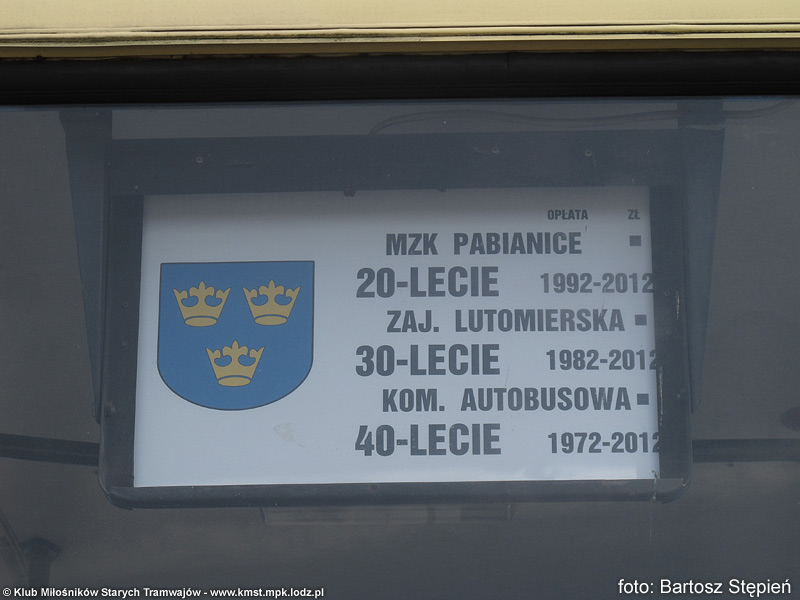 OPŁATA ZŁ
MZK PABIANICE ■
20-LECIE 1992-2012
ZAJ. LUTOMIERSKA ■
30-LECIE 1982-2012
KOM. AUTOBUSOWA ■
40-LECIE 1972-2012
© Klub Miłośników Starych Tramwajów - www.kmst.mpk.lodz.pl
foto: Bartosz Stępień